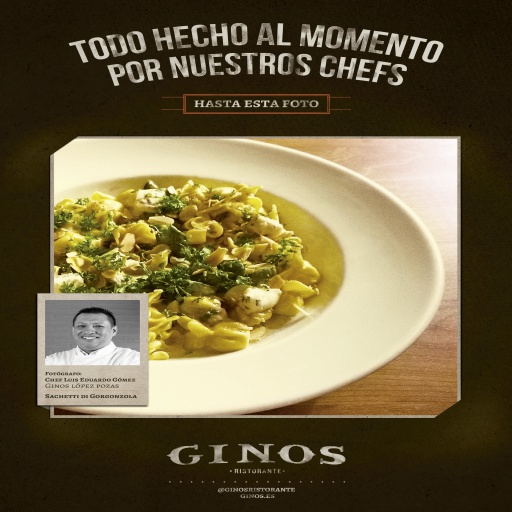 TODO HECHO AL MOMENTO
POR NUESTROS CHEFS
HASTA ESTA FOTO
FOTÓGRAFO:
CHEF LUIS EDUARDO GÓMEZ
GINOS LÓPEZ POZAS
SACHETTI DI GORGONZOLA
GINOS
• RISTORANTE •
@GINOSRISTORANTE
GINOS.ES